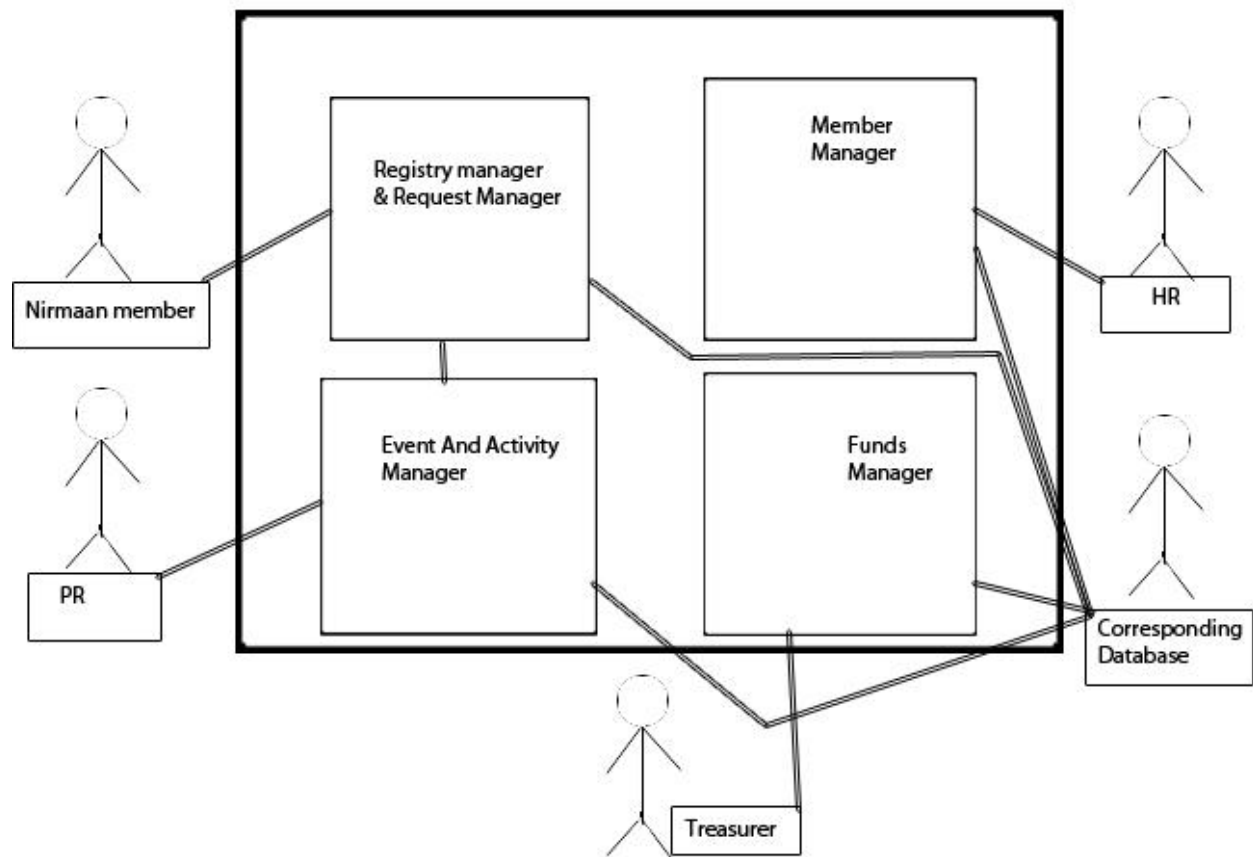 Registry manager
& Request Manager
Member
Manager
Nirmaan member
HR
Event And Activity
Manager
Funds
Manager
PR
Corresponding
Database
Treasurer